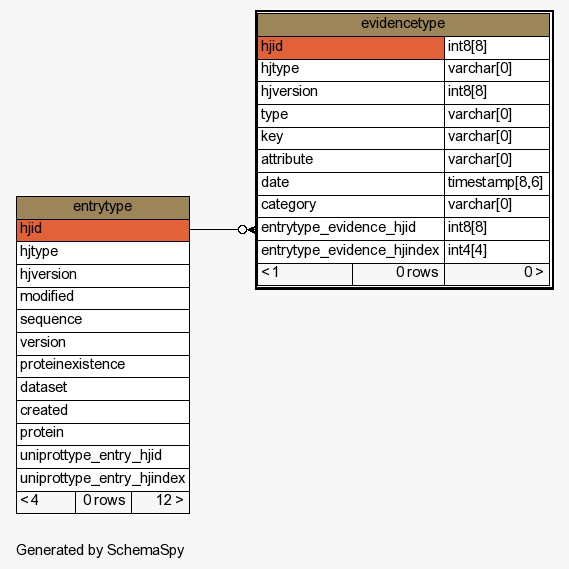 evidencetype
hjid int8[8]
hjtype varchar[0]
hjversion int8[8]
type varchar[0]
key varchar[0]
attribute varchar[0]
date timestamp[8,6]
category varchar[0]
entrytype_evidence_hjid int8[8]
entrytype_evidence_hjindex int4[4]
< 1 0 rows 0 >
entrytype
hjid
hjtype
hjversion
modified
sequence
version
proteinexistence
dataset
created
protein
uniprottype_entry_hjid
uniprottype_entry_hjindex
< 4 0 rows 12 >
Generated by SchemaSpy